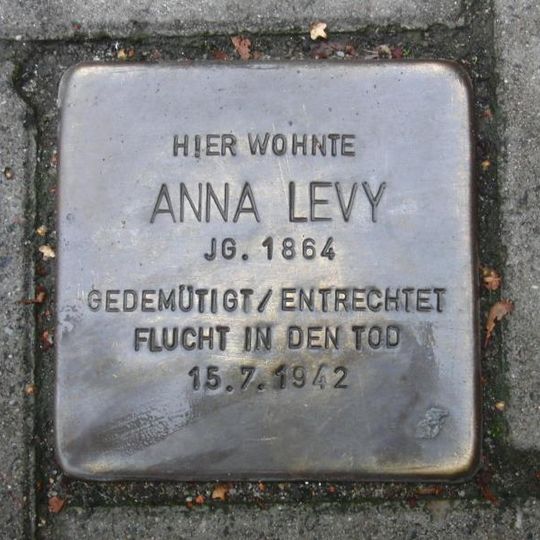 HIER WOHNTE
ANNA LEVY
JG. 1864
GEDEMÜTIGT/ENTRECHTET
FLUCHT IN DEN TOD
15.7.1942